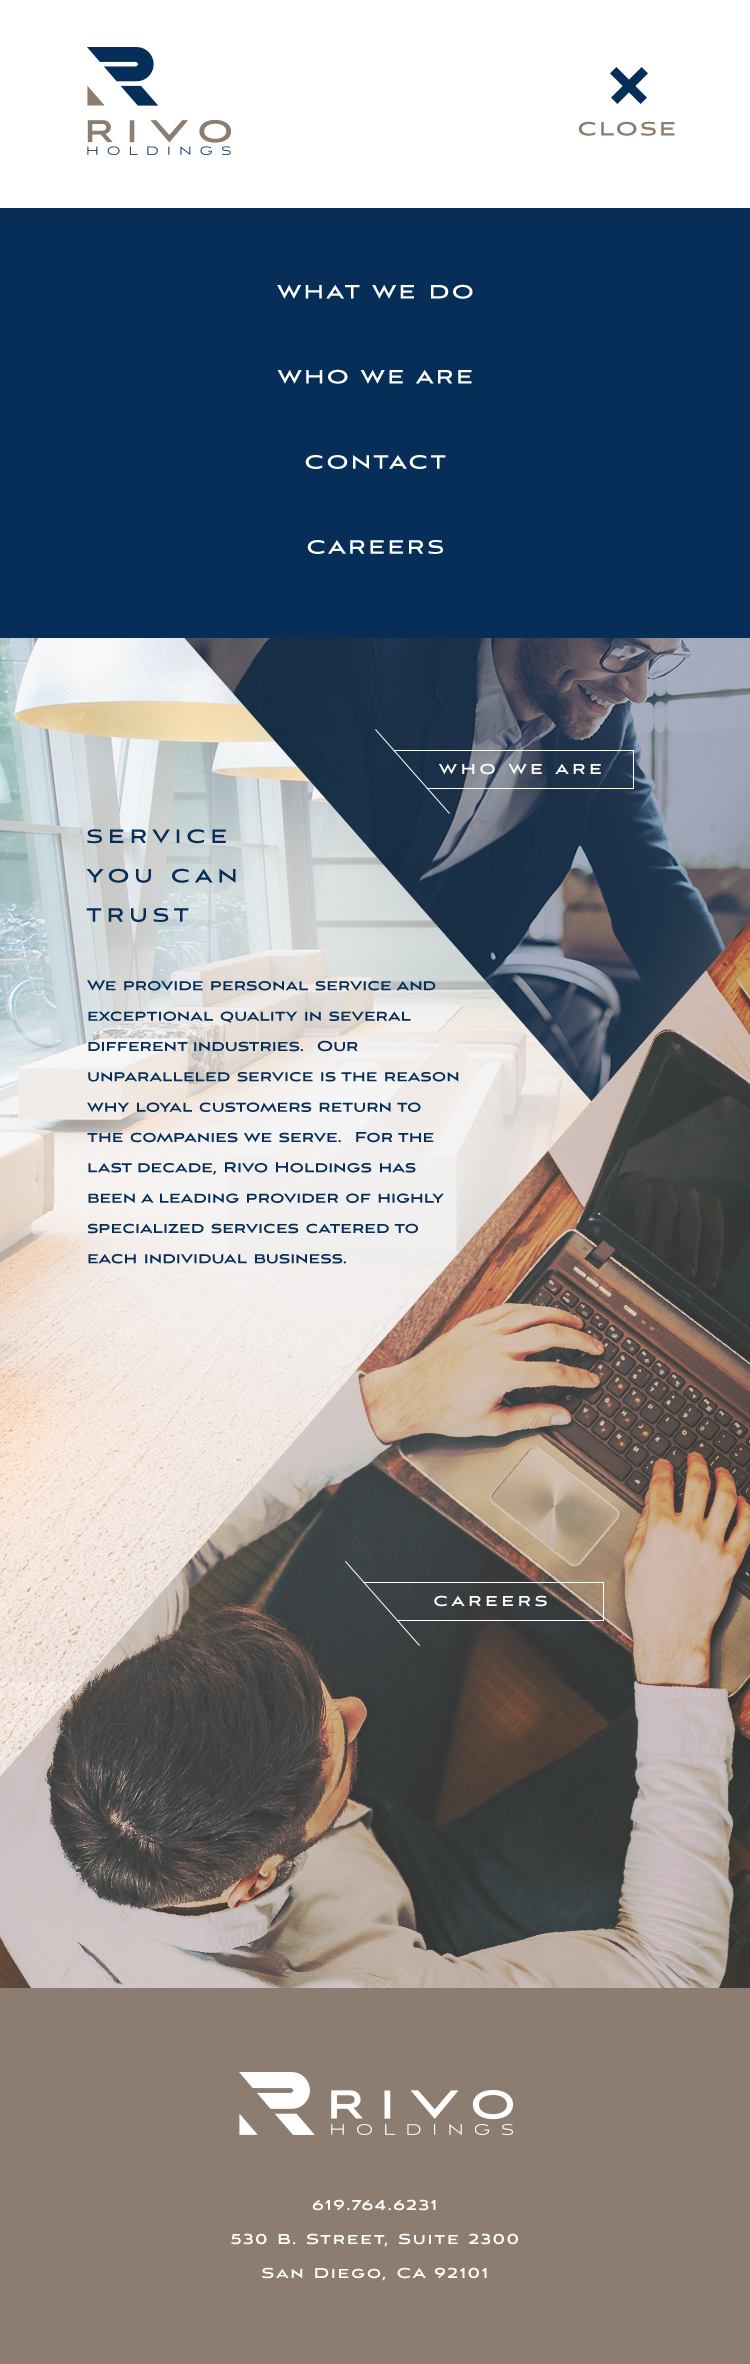 RIVO
HOLDINGS
CLOSE
WHAT WE DO
WHO WE ARE
CONTACT
CAREERS
WHO WE ARE
SERVICE
YOU CAN
TRUST
We provide personal service and
exceptional quality in several
different industries. Our
unparalleled service is the reason
why loyal customers return to
the companies we serve. For the
last decade, Rivo Holdings has
been a leading provider of highly
specialized services catered to
each individual business.
CAREERS
RIVO
HOLDINGS
619.764.6231
530 B. Street, Suite 2300
San Diego, CA 92101